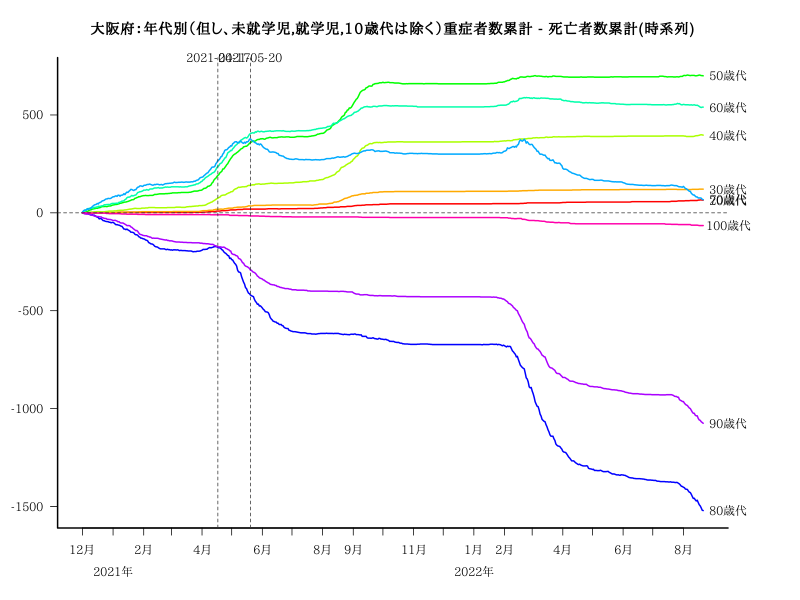 大阪府:年代別(但し、未就学児,就学児,10歳代は除く)重症者数累計 - 死亡者数累計(時系列)
2021-04-17
2021-05-20
500
0
-500
-1000
-1500
50歳代
60歳代
40歳代
30歳代
70歳代
20歳代
100歳代
90歳代
80歳代
12月 2月 4月 6月 8月 9月 11月 1月 2月 4月 6月 8月
2021年 2022年